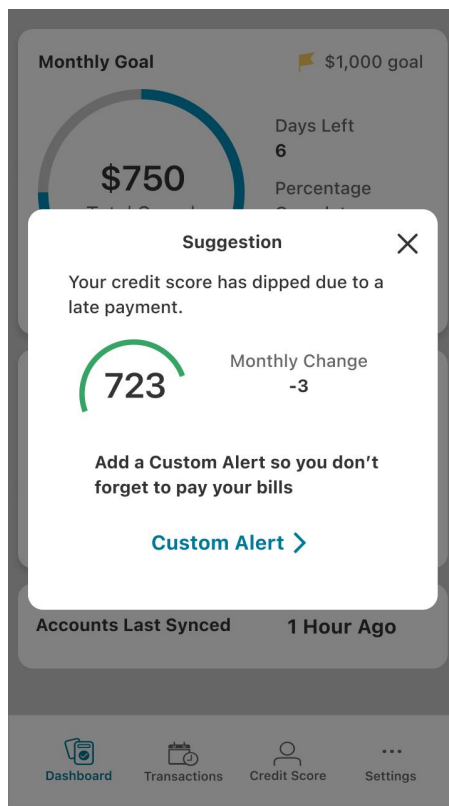 Monthly Goal
$1,000 goal
Days Left
6
$750
Percentage
Suggestion
Your credit score has dipped due to a
late payment.
723
Monthly Change
-3
Add a Custom Alert so you don’t
forget to pay your bills
Custom Alert >
Accounts Last Synced
1 Hour Ago
Dashboard
Transactions
Credit Score
Settings